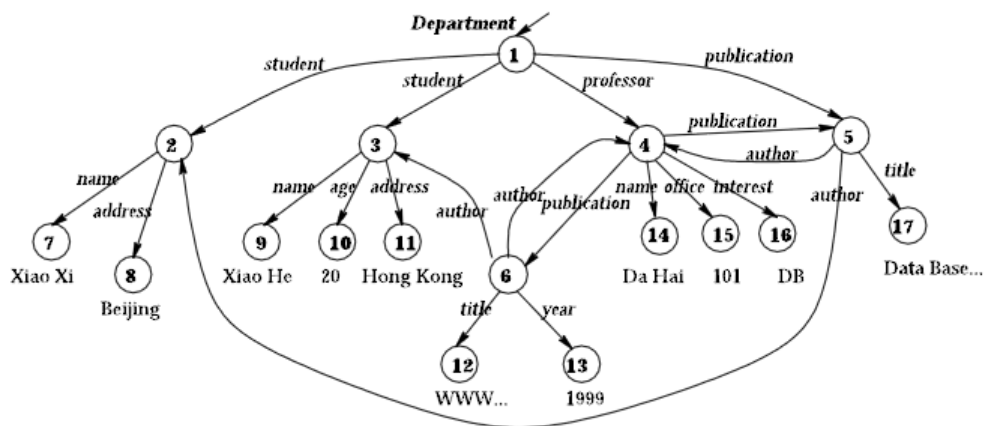 Department
1
student
student
professor
publication
2
3
4
publication
5
author
name
address
name
age
address
author
author
publication
name
office
interest
author
title
7
8
9
10
11
6
14
15
16
17
Xiao Xi
Beijing
Xiao He
20
Hong Kong
Da Hai
101
DB
Data Base...
title
year
12
13
WWW...
1999